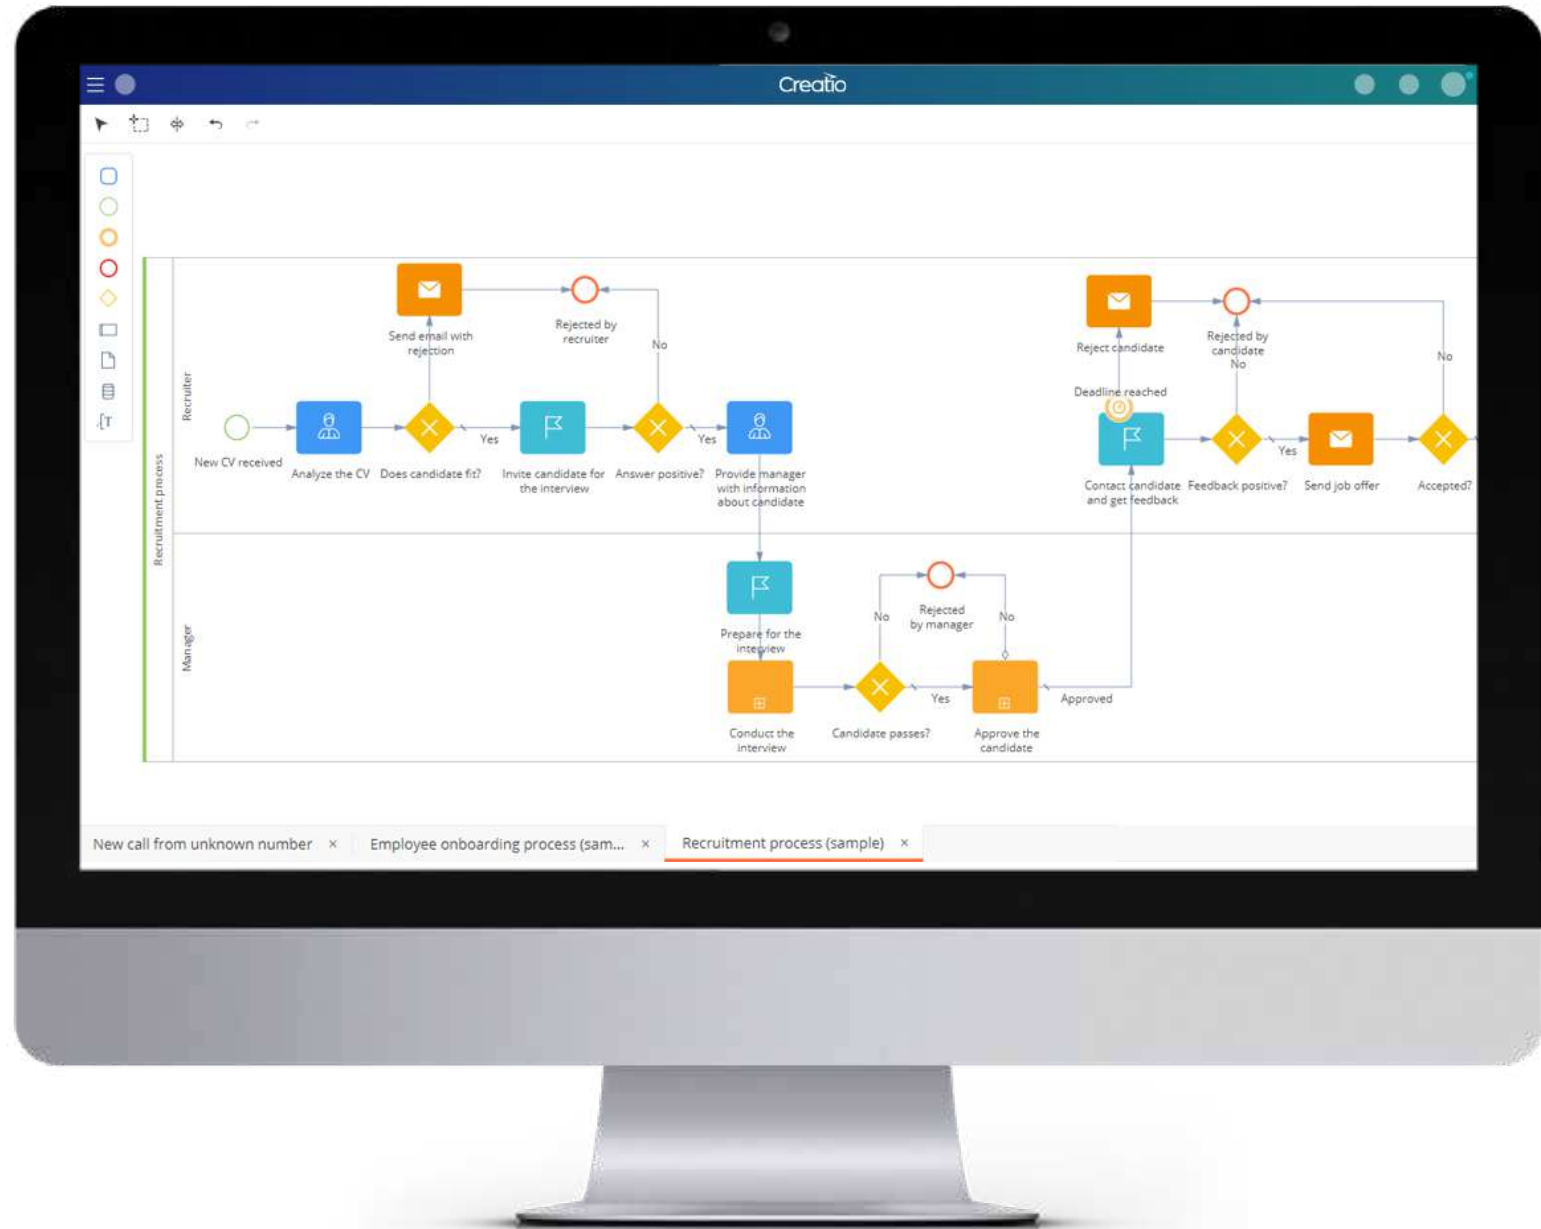 Creatio
Recruitment process
Recruiter
New CV received
Analyze the CV
Send email with
rejection
Does candidate fit?
Yes
Invite candidate for
the interview
Rejected by
recruiter
No
Answer positive?
Yes
Provide manager
with information
about candidate
Reject candidate
Deadline reached
Contact candidate
and get feedback
Rejected by
candidate
No
Feedback positive?
Yes
Send job offer
No
Accepted?
Manager
Prepare for the
interview
Conduct the
interview
No
Candidate passes?
Yes
Rejected
by manager
No
Approve the
candidate
Approved
T
New call from unknown number ×
Employee onboarding process (sam... ×
Recruitment process (sample) ×